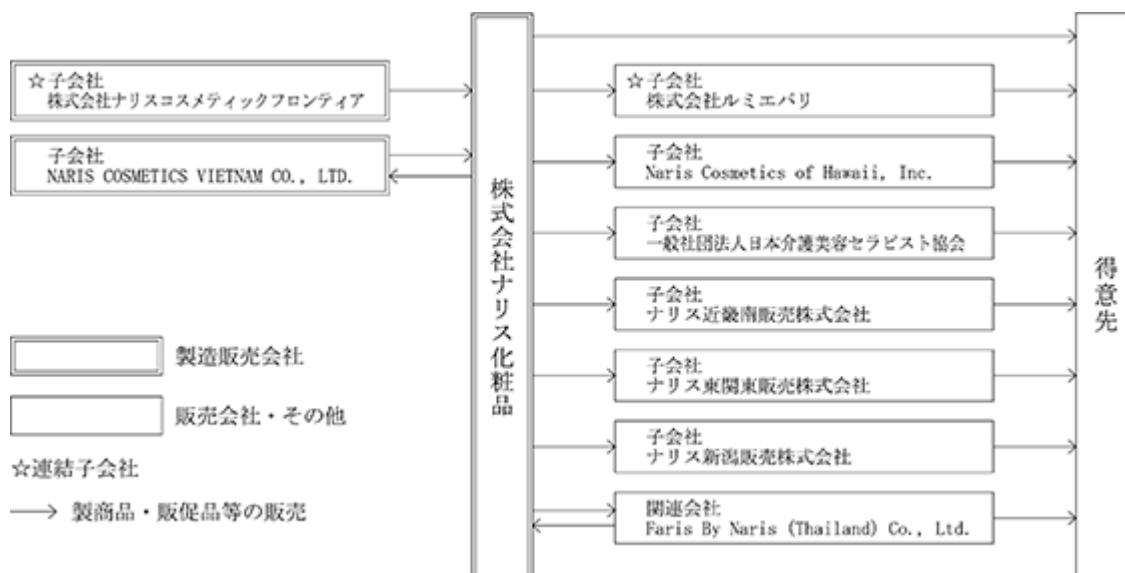 ☆子会社
株式会社ナリスコスメティックフロンティア
子会社
NARIS COSMETICS VIETNAM CO., LTD.
製造販売会社
販売会社・その他
☆連結子会社
製商品・販促品等の販売
株式会社ナリス化粧品
☆子会社
株式会社ルミエパリ
子会社
Naris Cosmetics of Hawaii, Inc.
子会社
一般社団法人日本介護美容セラピスト協会
子会社
ナリス近畿南販売株式会社
子会社
ナリス東関東販売株式会社
子会社
ナリス新潟販売株式会社
関連会社
Faris By Naris (Thailand) Co., Ltd.
得意先